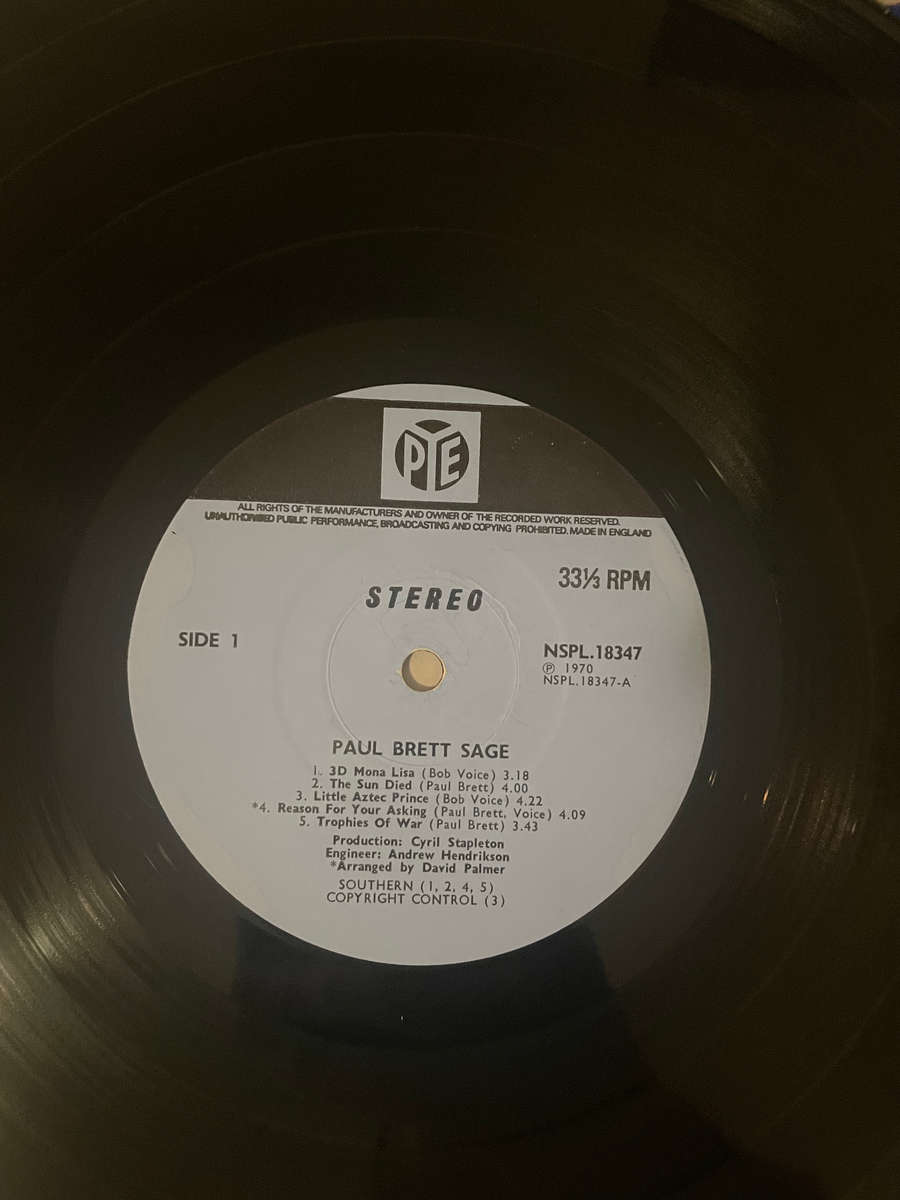 PYE
ALL RIGHTS OF THE MANUFACTURERS AND OWNER OF THE RECORDED WORK RESERVED.
UNAUTHORISED PUBLIC PERFORMANCE, BROADCASTING AND COPYING PROHIBITED. MADE IN ENGLAND
33⅓ RPM
STEREO
SIDE 1
NSPL.18347
℗ 1970
NSPL.18347-A
PAUL BRETT SAGE
1. 3D Mona Lisa (Bob Voice) 3.18
2. The Sun Died (Paul Brett) 4.00
3. Little Aztec Prince (Bob Voice) 4.22
*4. Reason For Your Asking (Paul Brett, Voice) 4.09
5. Trophies Of War (Paul Brett) 3.43
Production: Cyril Stapleton
Engineer: Andrew Hendrikson
*Arranged by David Palmer
SOUTHERN (1, 2, 4, 5)
COPYRIGHT CONTROL (3)